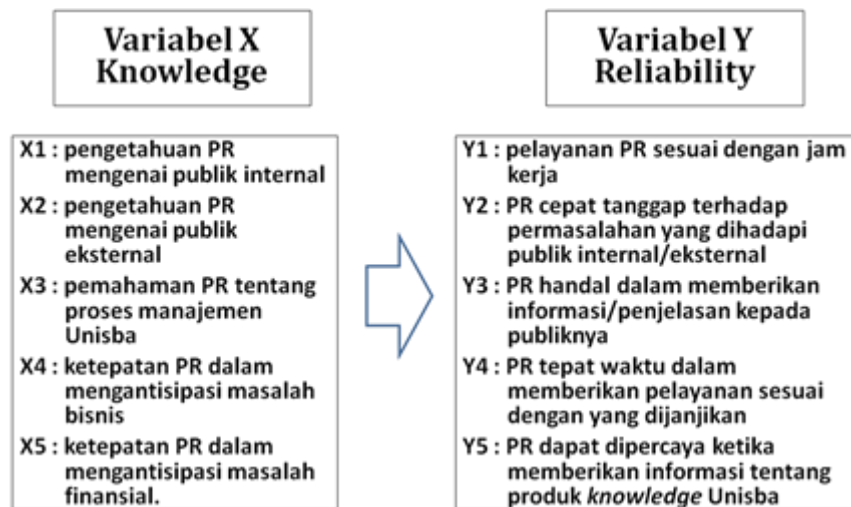 Variabel X
Knowledge
X1 : pengetahuan PR
mengenai publik internal
X2 : pengetahuan PR
mengenai publik
eksternal
X3 : pemahaman PR tentang
proses manajemen
Unisba
X4 : ketepatan PR dalam
mengantisipasi masalah
bisnis
X5 : ketepatan PR dalam
mengantisipasi masalah
finansial.
Variabel Y
Reliability
Y1 : pelayanan PR sesuai dengan jam
kerja
Y2 : PR cepat tanggap terhadap
permasalahan yang dihadapi
publik internal/eksternal
Y3 : PR handal dalam memberikan
informasi/penjelasan kepada
publiknya
Y4 : PR tepat waktu dalam
memberikan pelayanan sesuai
dengan yang dijanjikan
Y5 : PR dapat dipercaya ketika
memberikan informasi tentang
produk knowledge Unisba